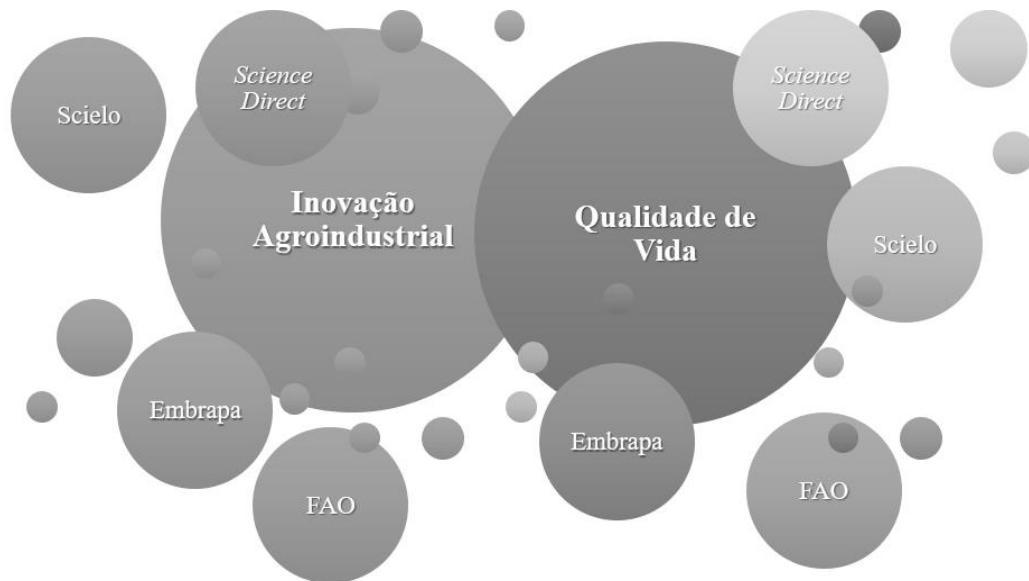 Science
Direct
Scielo
Inovação
Agroindustrial
Embrapa
FAO
Science
Direct
Qualidade de
Vida
Scielo
Embrapa
FAO